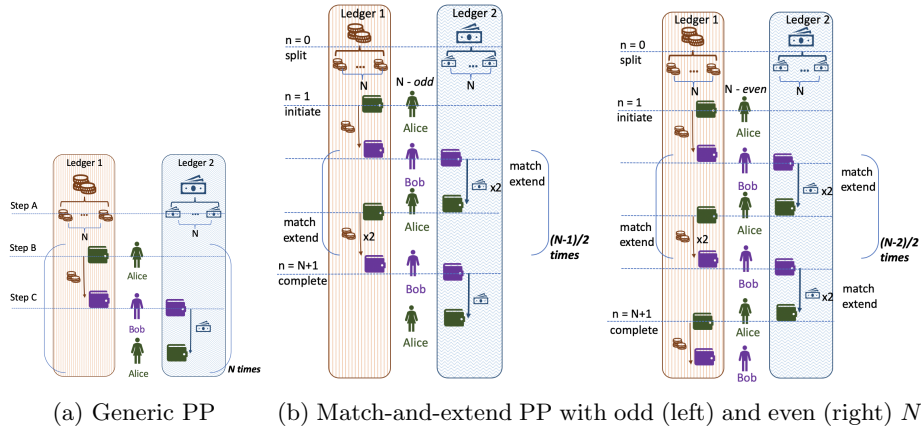 Ledger 1
Ledger 2
Step A
...
...
N
Step B
Alice
Step C
Bob
Alice
N times
(a) Generic PP
Ledger 1
Ledger 2
n = 0
split
...
...
N
N - odd
N
n = 1
initiate
Alice
match
extend
Bob
x2
Alice
match
extend
x2
(N-1)/2
times
n = N+1
complete
Bob
Alice
Ledger 1
Ledger 2
n = 0
split
...
...
N
N - even
N
n = 1
initiate
Alice
match
extend
Bob
x2
Alice
match
extend
x2
(N-2)/2
times
Bob
x2
match
extend
n = N+1
complete
Alice
Bob
(b) Match-and-extend PP with odd (left) and even (right) N